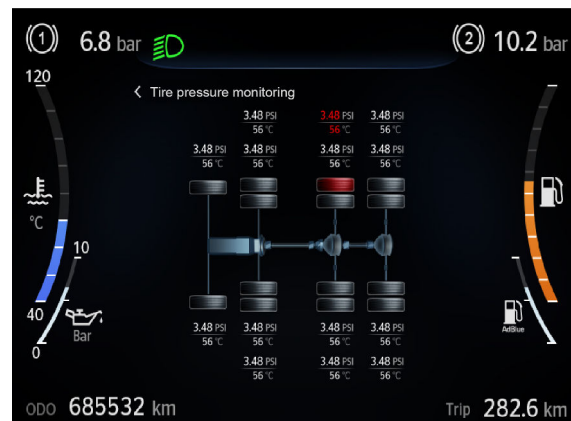 (1) 6.8 bar
(2) 10.2 bar
120
< Tire pressure monitoring
3.48 PSI 3.48 PSI 3.48 PSI
56 °C 56 °C 56 °C
3.48 PSI 3.48 PSI 3.48 PSI 3.48 PSI
56 °C 56 °C 56 °C 56 °C
°C
10
40
Bar
0
AdBlue
3.48 PSI 3.48 PSI 3.48 PSI 3.48 PSI
56 °C 56 °C 56 °C 56 °C
3.48 PSI 3.48 PSI 3.48 PSI
56 °C 56 °C 56 °C
ODO 685532 km
Trip 282.6 km